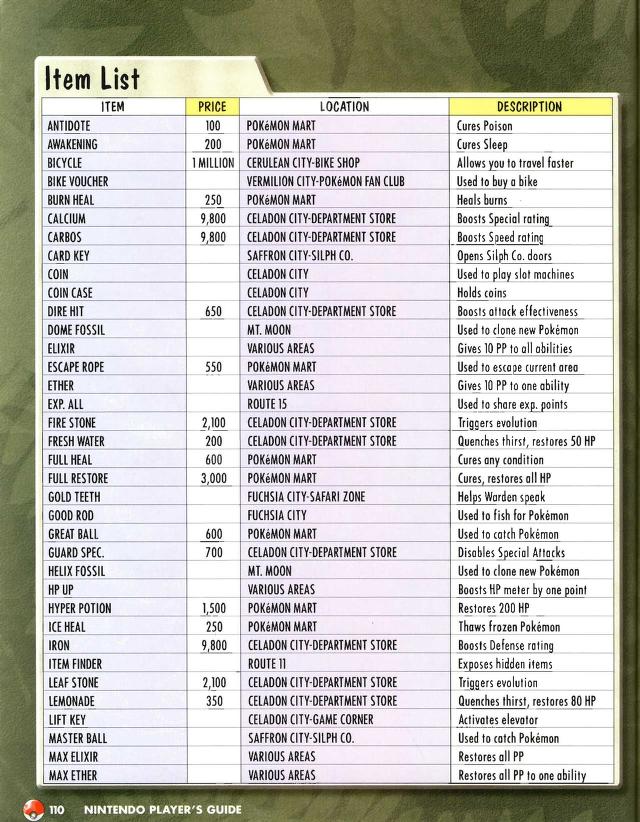 Item List
ITEM PRICE LOCATION DESCRIPTION
ANTIDOTE 100 POKéMON MART Cures Poison
AWAKENING 200 POKéMON MART Cures Sleep
BICYCLE 1 MILLION CERULEAN CITY-BIKE SHOP Allows you to travel faster
BIKE VOUCHER VERMILION CITY-POKéMON FAN CLUB Used to buy a bike
BURN HEAL 250 POKéMON MART Heals burns
CALCIUM 9,800 CELADON CITY-DEPARTMENT STORE Boosts Special rating
CARBOS 9,800 CELADON CITY-DEPARTMENT STORE Boosts Speed rating
CARD KEY SAFFRON CITY-SILPH CO. Opens Silph Co. doors
COIN CELADON CITY Used to play slot machines
COIN CASE CELADON CITY Holds coins
DIRE HIT 650 CELADON CITY-DEPARTMENT STORE Boosts attack effectiveness
DOME FOSSIL MT. MOON Used to clone new Pokémon
ELIXIR VARIOUS AREAS Gives 10 PP to all abilities
ESCAPE ROPE 550 POKéMON MART Used to escape current area
ETHER VARIOUS AREAS Gives 10 PP to one ability
EXP. ALL ROUTE 15 Used to share exp. points
FIRE STONE 2,100 CELADON CITY-DEPARTMENT STORE Triggers evolution
FRESH WATER 200 CELADON CITY-DEPARTMENT STORE Quenches thirst, restores 50 HP
FULL HEAL 600 POKéMON MART Cures any condition
FULL RESTORE 3,000 POKéMON MART Cures, restores all HP
GOLD TEETH FUCHSIA CITY-SAFARI ZONE Helps Warden speak
GOOD ROD FUCHSIA CITY Used to fish for Pokémon
GREAT BALL 600 POKéMON MART Used to catch Pokémon
GUARD SPEC. 700 CELADON CITY-DEPARTMENT STORE Disables Special Attacks
HELIX FOSSIL MT. MOON Used to clone new Pokémon
HP UP VARIOUS AREAS Boosts HP meter by one point
HYPER POTION 1,500 POKéMON MART Restores 200 HP
ICE HEAL 250 POKéMON MART Thaws frozen Pokémon
IRON 9,800 CELADON CITY-DEPARTMENT STORE Boosts Defense rating
ITEM FINDER ROUTE 11 Exposes hidden items
LEAF STONE 2,100 CELADON CITY-DEPARTMENT STORE Triggers evolution
LEMONADE 350 CELADON CITY-DEPARTMENT STORE Quenches thirst, restores 80 HP
LIFT KEY CELADON CITY-GAME CORNER Activates elevator
MASTER BALL SAFFRON CITY-SILPH CO. Used to catch Pokémon
MAX ELIXIR VARIOUS AREAS Restores all PP
MAX ETHER VARIOUS AREAS Restores all PP to one ability
110 NINTENDO PLAYER'S GUIDE